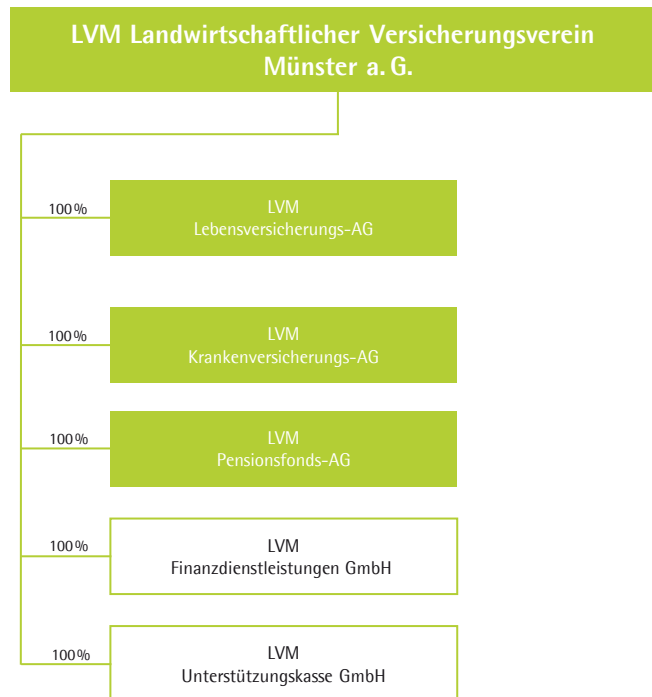 LVM Landwirtschaftlicher Versicherungsverein
Münster a. G.
100 %
LVM
Lebensversicherungs-AG
100 %
LVM
Krankenversicherungs-AG
100 %
LVM
Pensionsfonds-AG
100 %
LVM
Finanzdienstleistungen GmbH
100 %
LVM
Unterstützungskasse GmbH